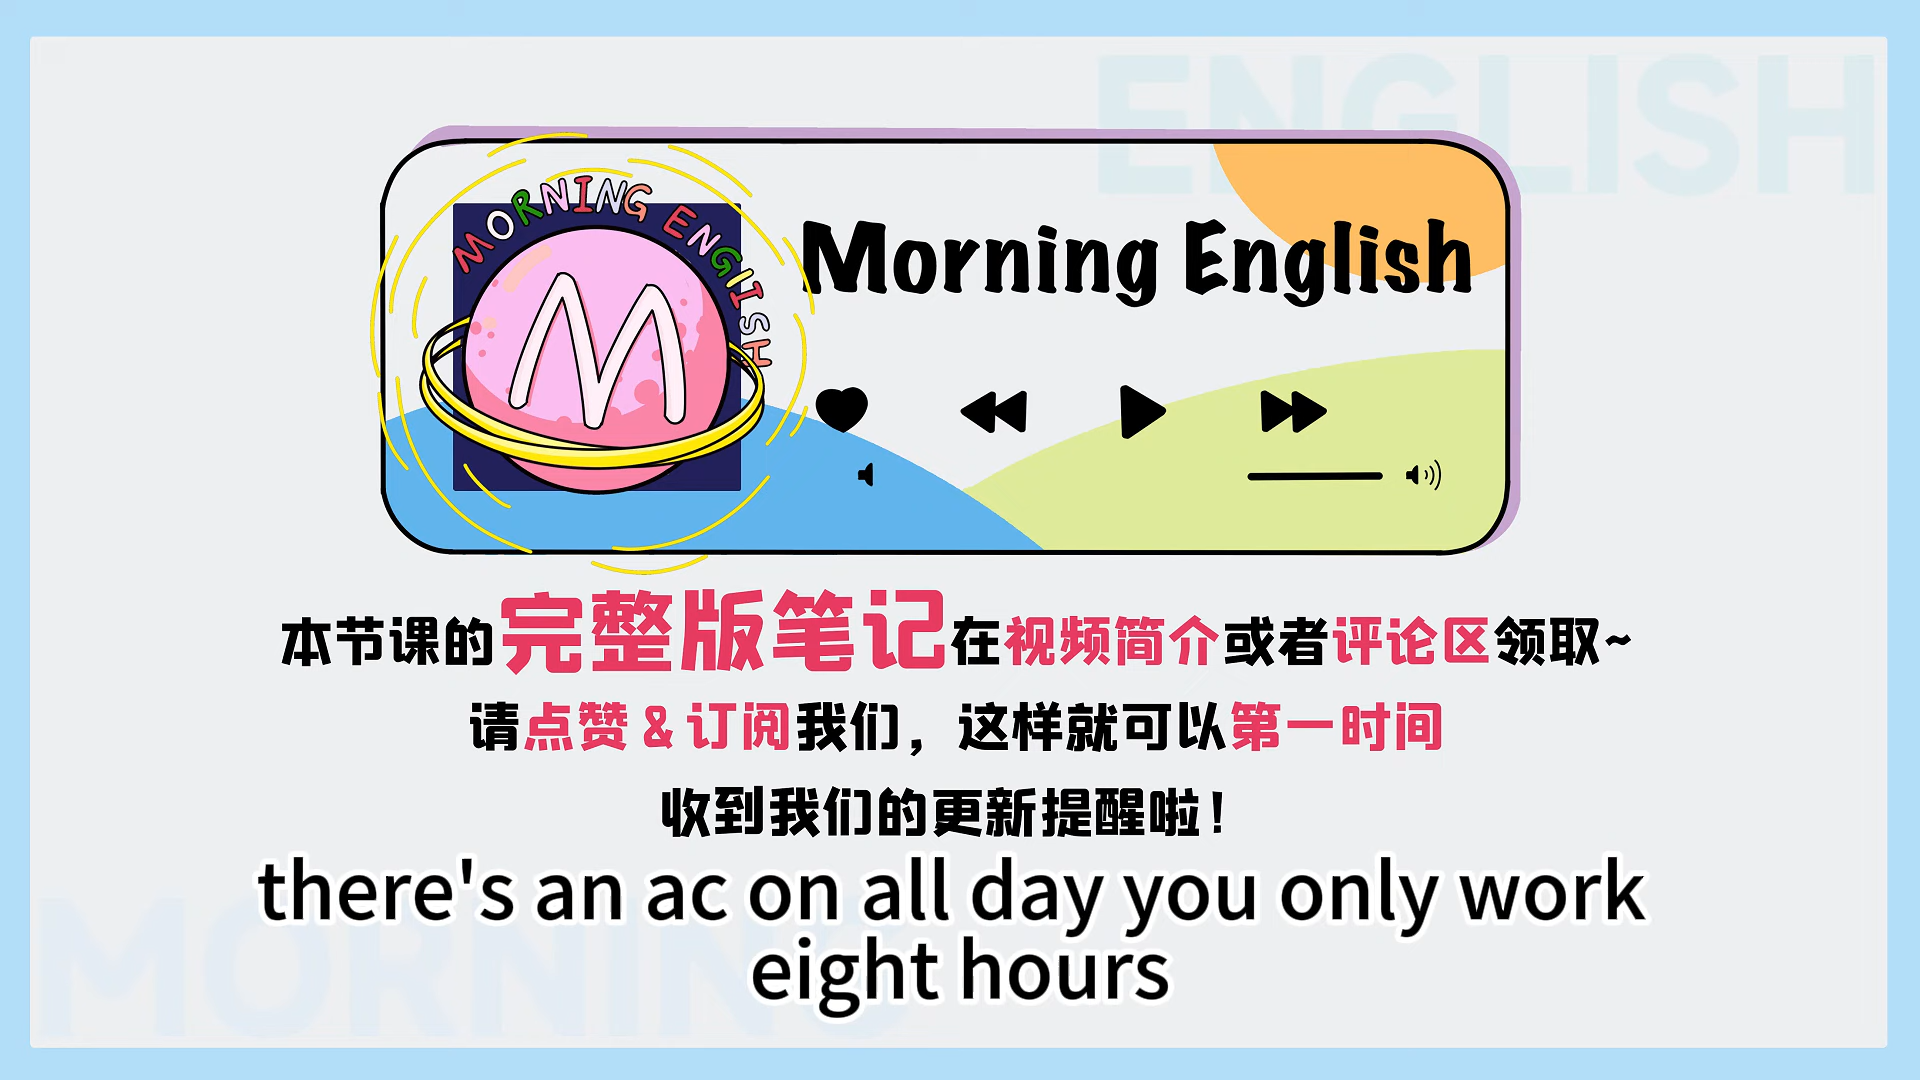 ENGLISH
MORNING ENGLISH
M
Morning English
本节课的完整版笔记在视频简介或者评论区领取~
请点赞&订阅我们，这样就可以第一时间
收到我们的更新提醒啦！
MORNING
there's an ac on all day you only work
eight hours